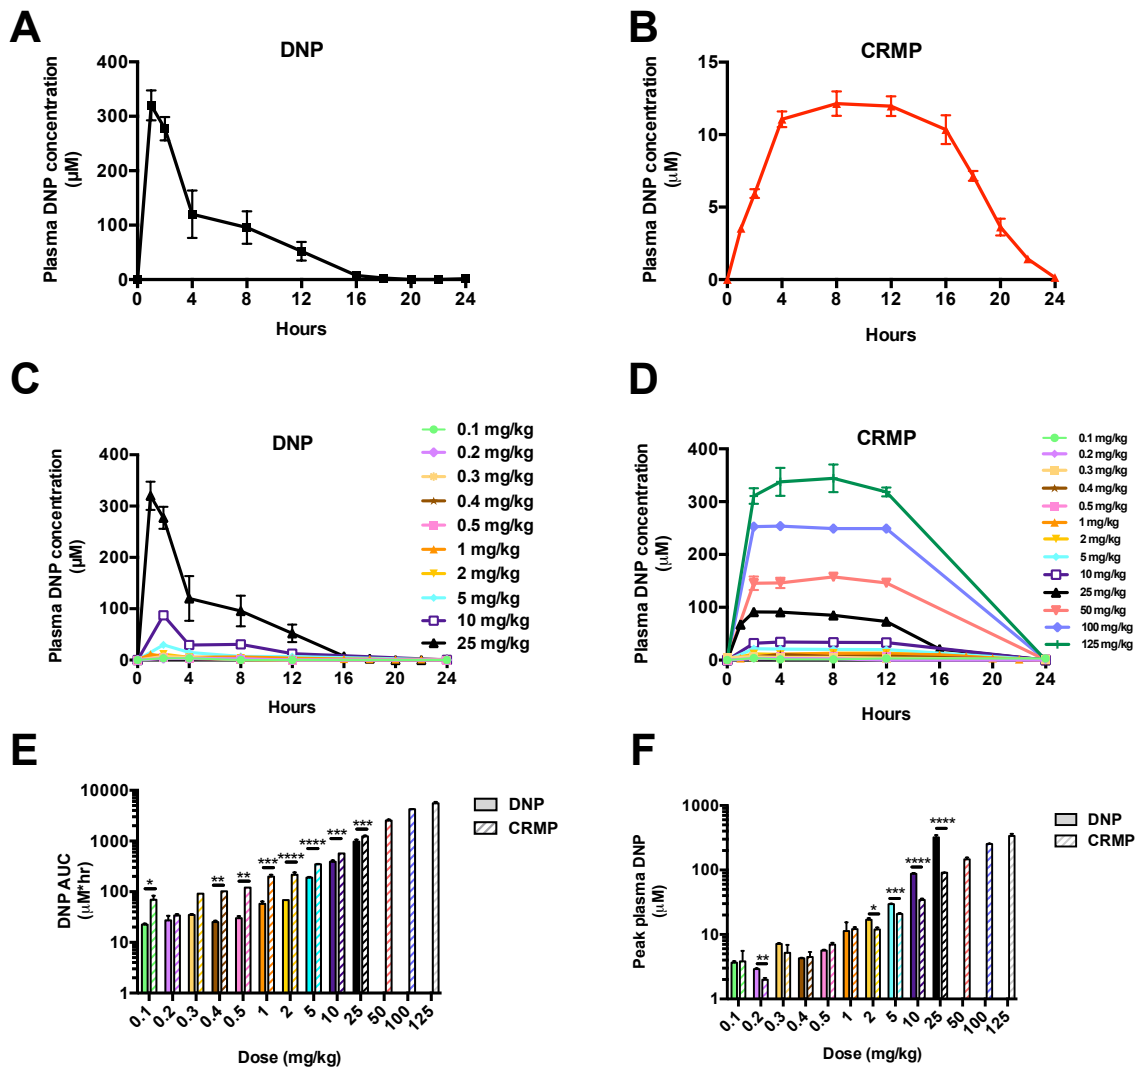 A
DNP
Plasma DNP concentration
(µM)
400
300
200
100
0
0 4 8 12 16 20 24
Hours
B
CRMP
Plasma DNP concentration
(µM)
15
10
5
0
0 4 8 12 16 20 24
Hours
C
DNP
Plasma DNP concentration
(µM)
400
300
200
100
0
0 4 8 12 16 20 24
Hours
0.1 mg/kg
0.2 mg/kg
0.3 mg/kg
0.4 mg/kg
0.5 mg/kg
1 mg/kg
2 mg/kg
5 mg/kg
10 mg/kg
25 mg/kg
D
CRMP
Plasma DNP concentration
(µM)
400
300
200
100
0
0 4 8 12 16 20 24
Hours
0.1 mg/kg
0.2 mg/kg
0.3 mg/kg
0.4 mg/kg
0.5 mg/kg
1 mg/kg
2 mg/kg
5 mg/kg
10 mg/kg
25 mg/kg
50 mg/kg
100 mg/kg
125 mg/kg
E
DNP AUC
(µM*hr)
10000
1000
100
10
1
* ** ** *** **** **** *** ***
0.1 0.2 0.3 0.4 0.5 1 2 5 10 25 50 100 125
Dose (mg/kg)
DNP
CRMP
F
Peak plasma DNP
(µM)
1000
100
10
1
** * *** **** ****
0.1 0.2 0.3 0.4 0.5 1 2 5 10 25 50 100 125
Dose (mg/kg)
DNP
CRMP